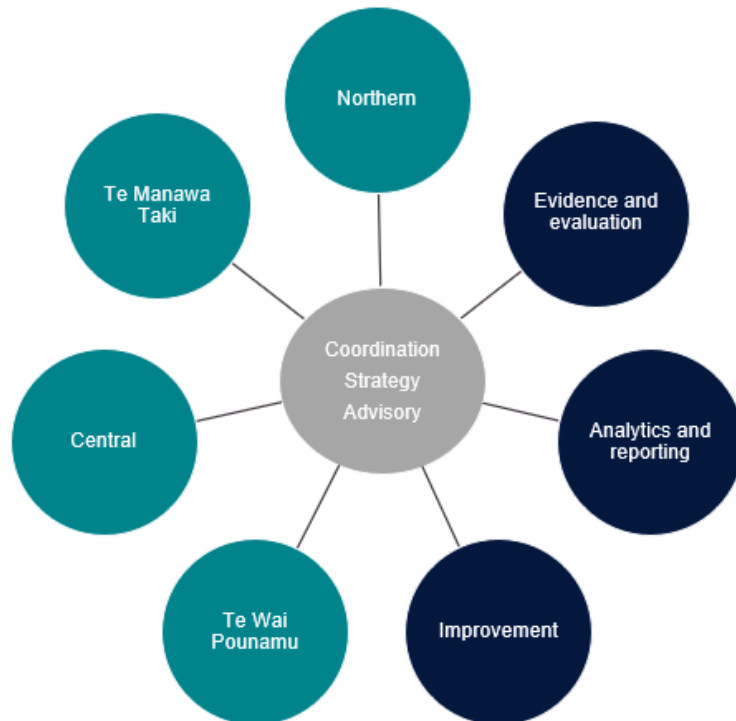 Northern
Te Manawa
Taki
Evidence and
evaluation
Coordination
Strategy
Advisory
Central
Analytics and
reporting
Te Wai
Pounamu
Improvement